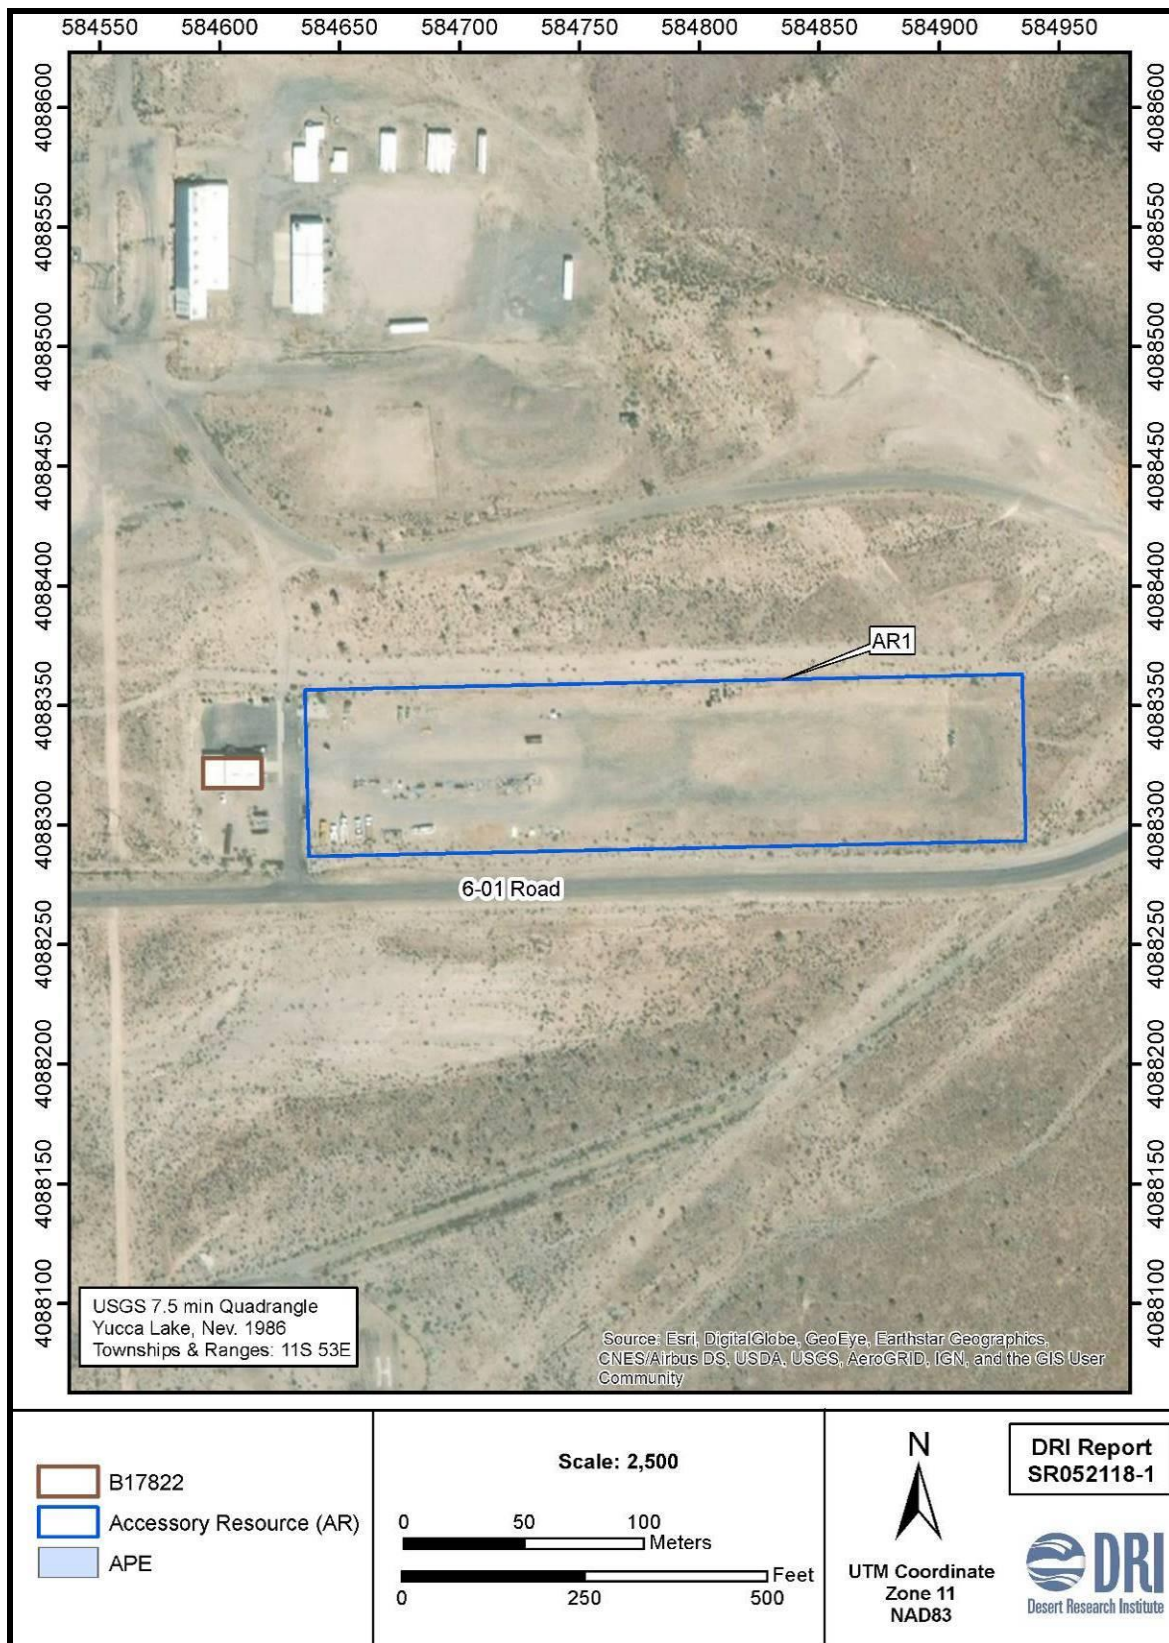 584550 584600 584650 584700 584750 584800 584850 584900 584950
4088600 4088600
4088550 4088550
4088500 4088500
4088450 4088450
4088400 4088400
AR1
4088350 4088350
4088300 4088300
6-01 Road
4088250 4088250
4088200 4088200
4088150 4088150
4088100 4088100
USGS 7.5 min Quadrangle
Yucca Lake, Nev. 1986
Townships & Ranges: 11S 53E
Source: Esri, DigitalGlobe, GeoEye, Earthstar Geographics,
CNES/Airbus DS, USDA, USGS, AeroGRID, IGN, and the GIS User
Community
B17822
Accessory Resource (AR)
APE
Scale: 2,500
0 50 100
Meters
Feet
0 250 500
N
UTM Coordinate
Zone 11
NAD83
DRI Report
SR052118-1
DRI
Desert Research Institute